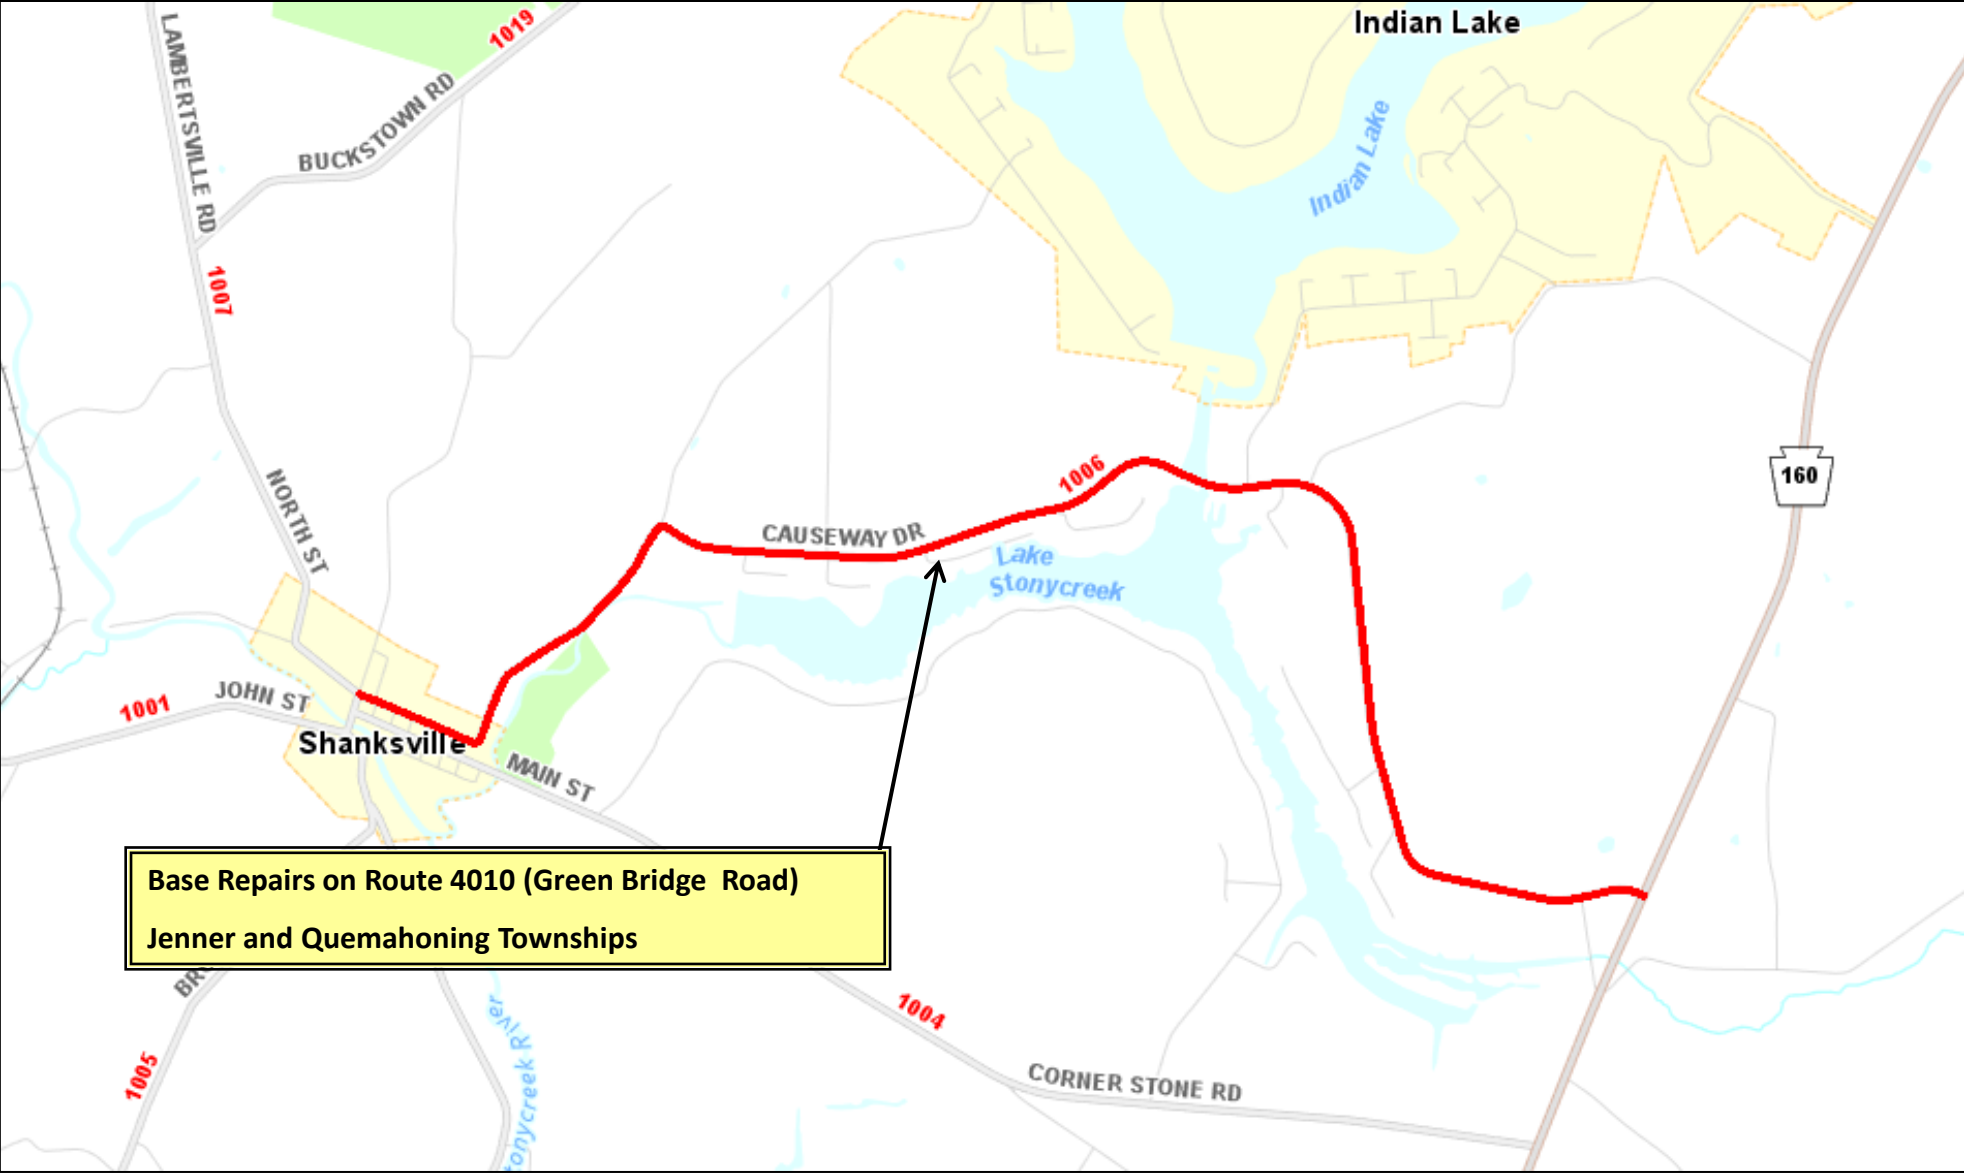 Indian Lake
1019
LAMBERTSVILLE RD
BUCKSTOWN RD
Indian Lake
1007
1006
160
NORTH ST
CAUSEWAY DR
Lake
Stonycreek
JOHN ST
1001
Shanksville
MAIN ST
Base Repairs on Route 4010 (Green Bridge Road)
Jenner and Quemahoning Townships
1004
1005
tonycreek River
CORNER STONE RD